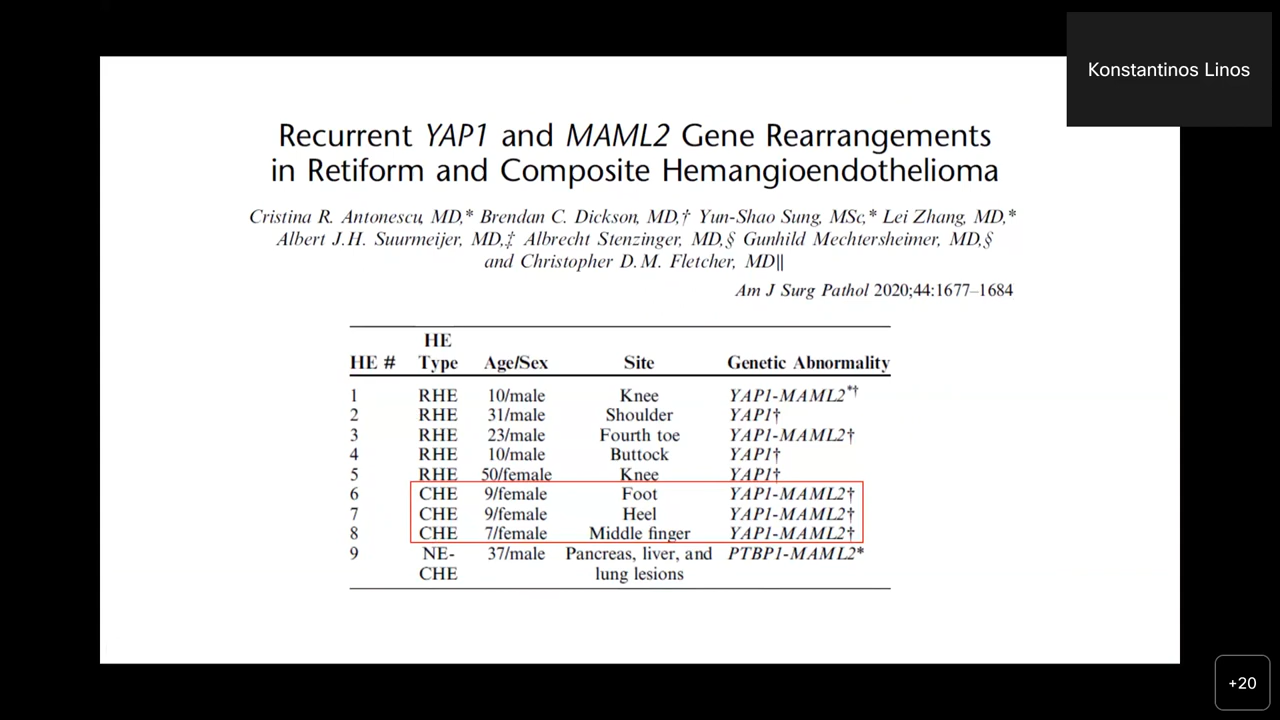 Konstantinos Linos
Recurrent YAP1 and MAML2 Gene Rearrangements
in Retiform and Composite Hemangioendothelioma
Cristina R. Antonescu, MD,* Brendan C. Dickson, MD,† Yun-Shao Sung, MSc,* Lei Zhang, MD,*
Albert J.H. Suurmeijer, MD,‡ Albrecht Stenzinger, MD,§ Gunhild Mechtersheimer, MD,§
and Christopher D.M. Fletcher, MD∥
Am J Surg Pathol 2020;44:1677–1684
HE
HE # Type Age/Sex Site Genetic Abnormality
1 RHE 10/male Knee YAP1-MAML2*†
2 RHE 31/male Shoulder YAP1†
3 RHE 23/male Fourth toe YAP1-MAML2†
4 RHE 10/male Buttock YAP1†
5 RHE 50/female Knee YAP1†
6 CHE 9/female Foot YAP1-MAML2†
7 CHE 9/female Heel YAP1-MAML2†
8 CHE 7/female Middle finger YAP1-MAML2†
9 NE- 37/male Pancreas, liver, and PTBP1-MAML2*
CHE lung lesions
+20